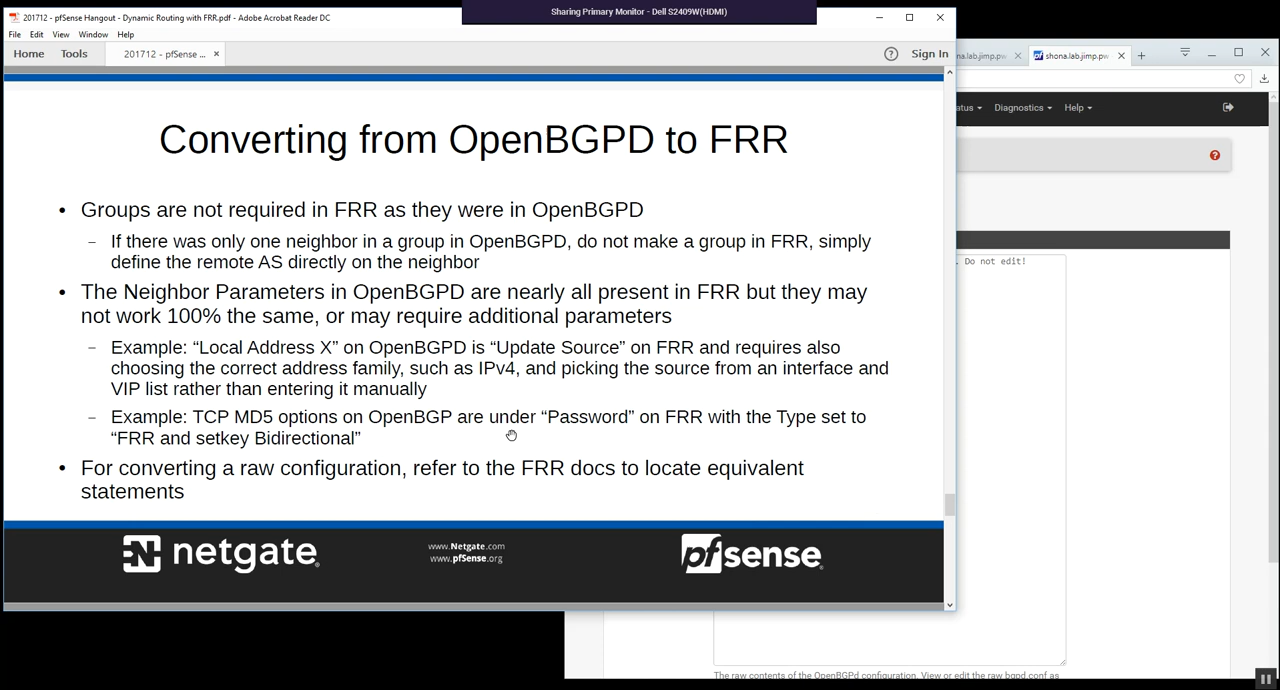 Sharing Primary Monitor - Dell S2409W(HDMI)
201712 - pfSense Hangout - Dynamic Routing with FRR.pdf - Adobe Acrobat Reader DC
File Edit View Window Help
Home Tools 201712 - pfSense ... × Sign In
na.lab.jimp.pw
shona.lab.jimp.pw
atus Diagnostics Help
Converting from OpenBGPD to FRR
• Groups are not required in FRR as they were in OpenBGPD
– If there was only one neighbor in a group in OpenBGPD, do not make a group in FRR, simply
define the remote AS directly on the neighbor
• The Neighbor Parameters in OpenBGPD are nearly all present in FRR but they may
not work 100% the same, or may require additional parameters
– Example: “Local Address X” on OpenBGPD is “Update Source” on FRR and requires also
choosing the correct address family, such as IPv4, and picking the source from an interface and
VIP list rather than entering it manually
– Example: TCP MD5 options on OpenBGP are under “Password” on FRR with the Type set to
“FRR and setkey Bidirectional”
• For converting a raw configuration, refer to the FRR docs to locate equivalent
statements
. Do not edit!
netgate®
www.Netgate.com
www.pfSense.org
pfsense®
The raw contents of the OpenBGPd configuration. View or edit the raw bgpd.conf as